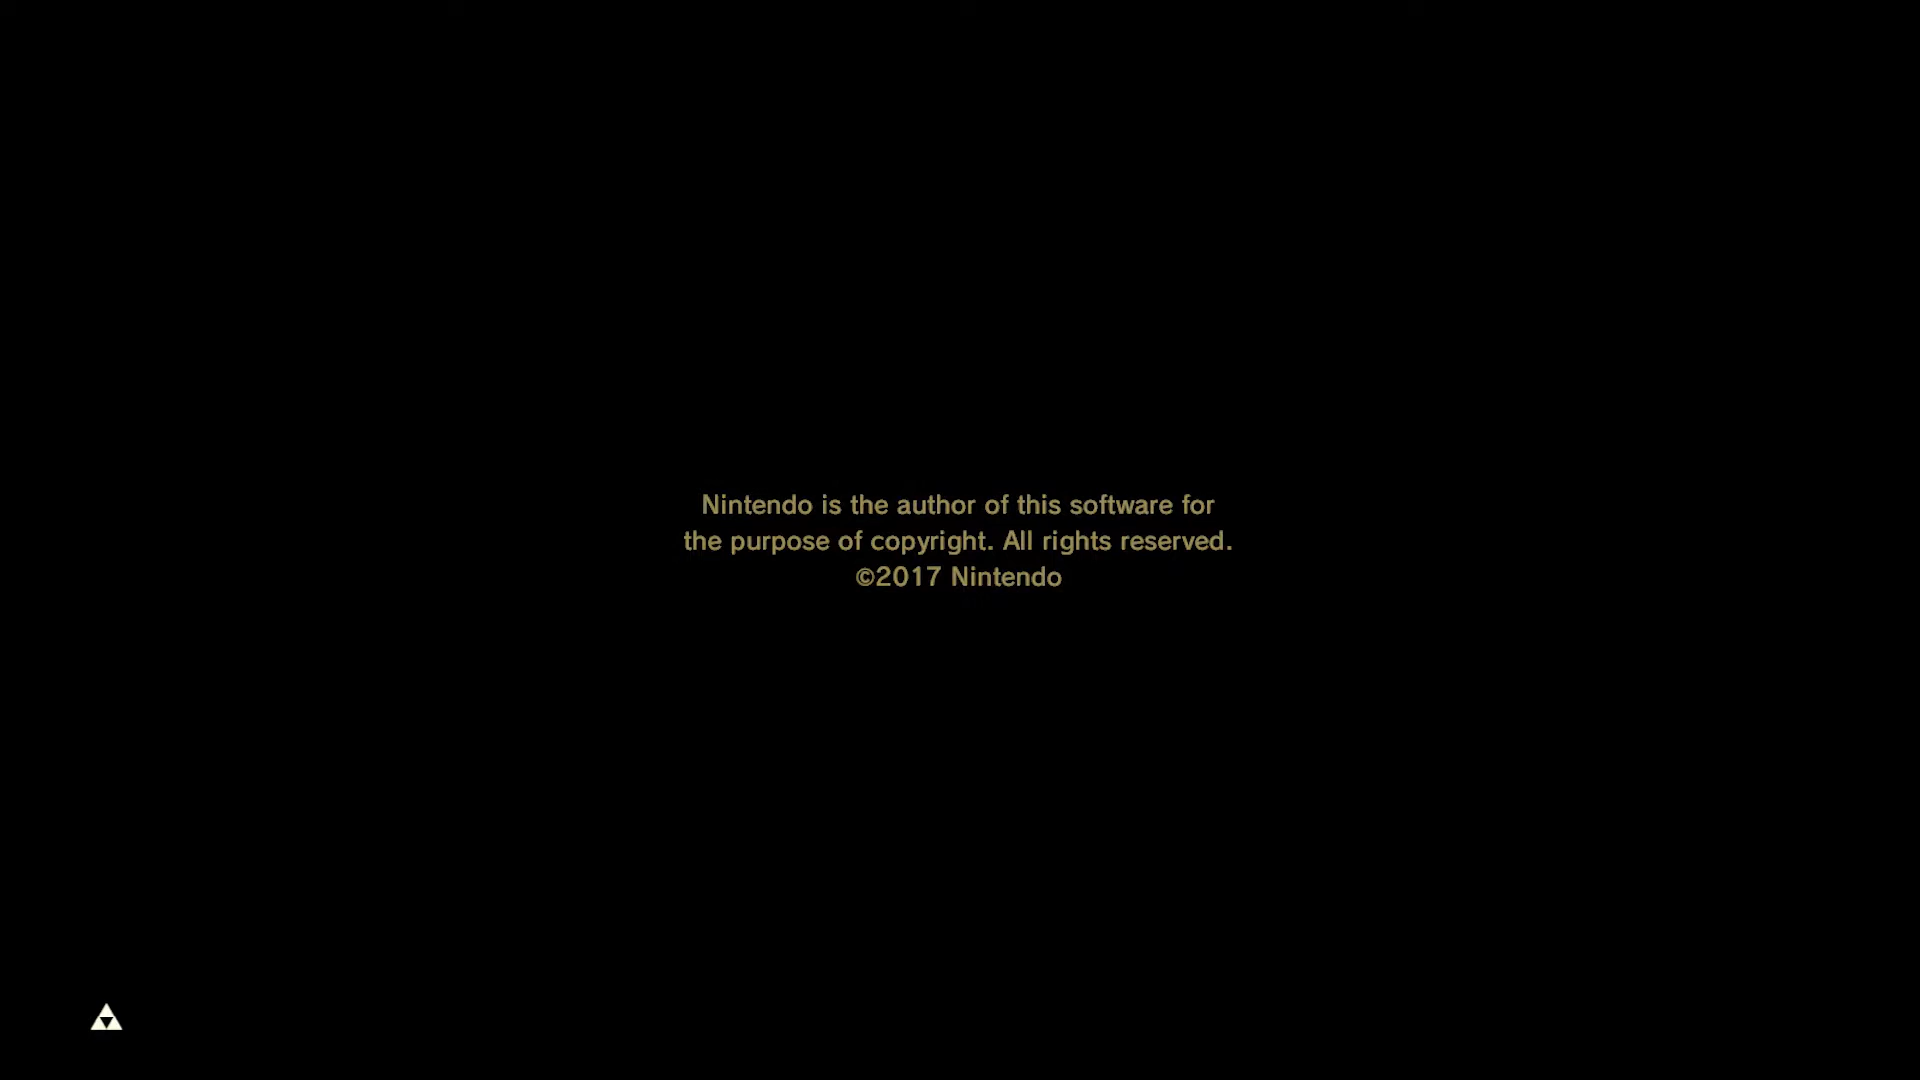 Nintendo is the author of this software for
the purpose of copyright. All rights reserved.
©2017 Nintendo